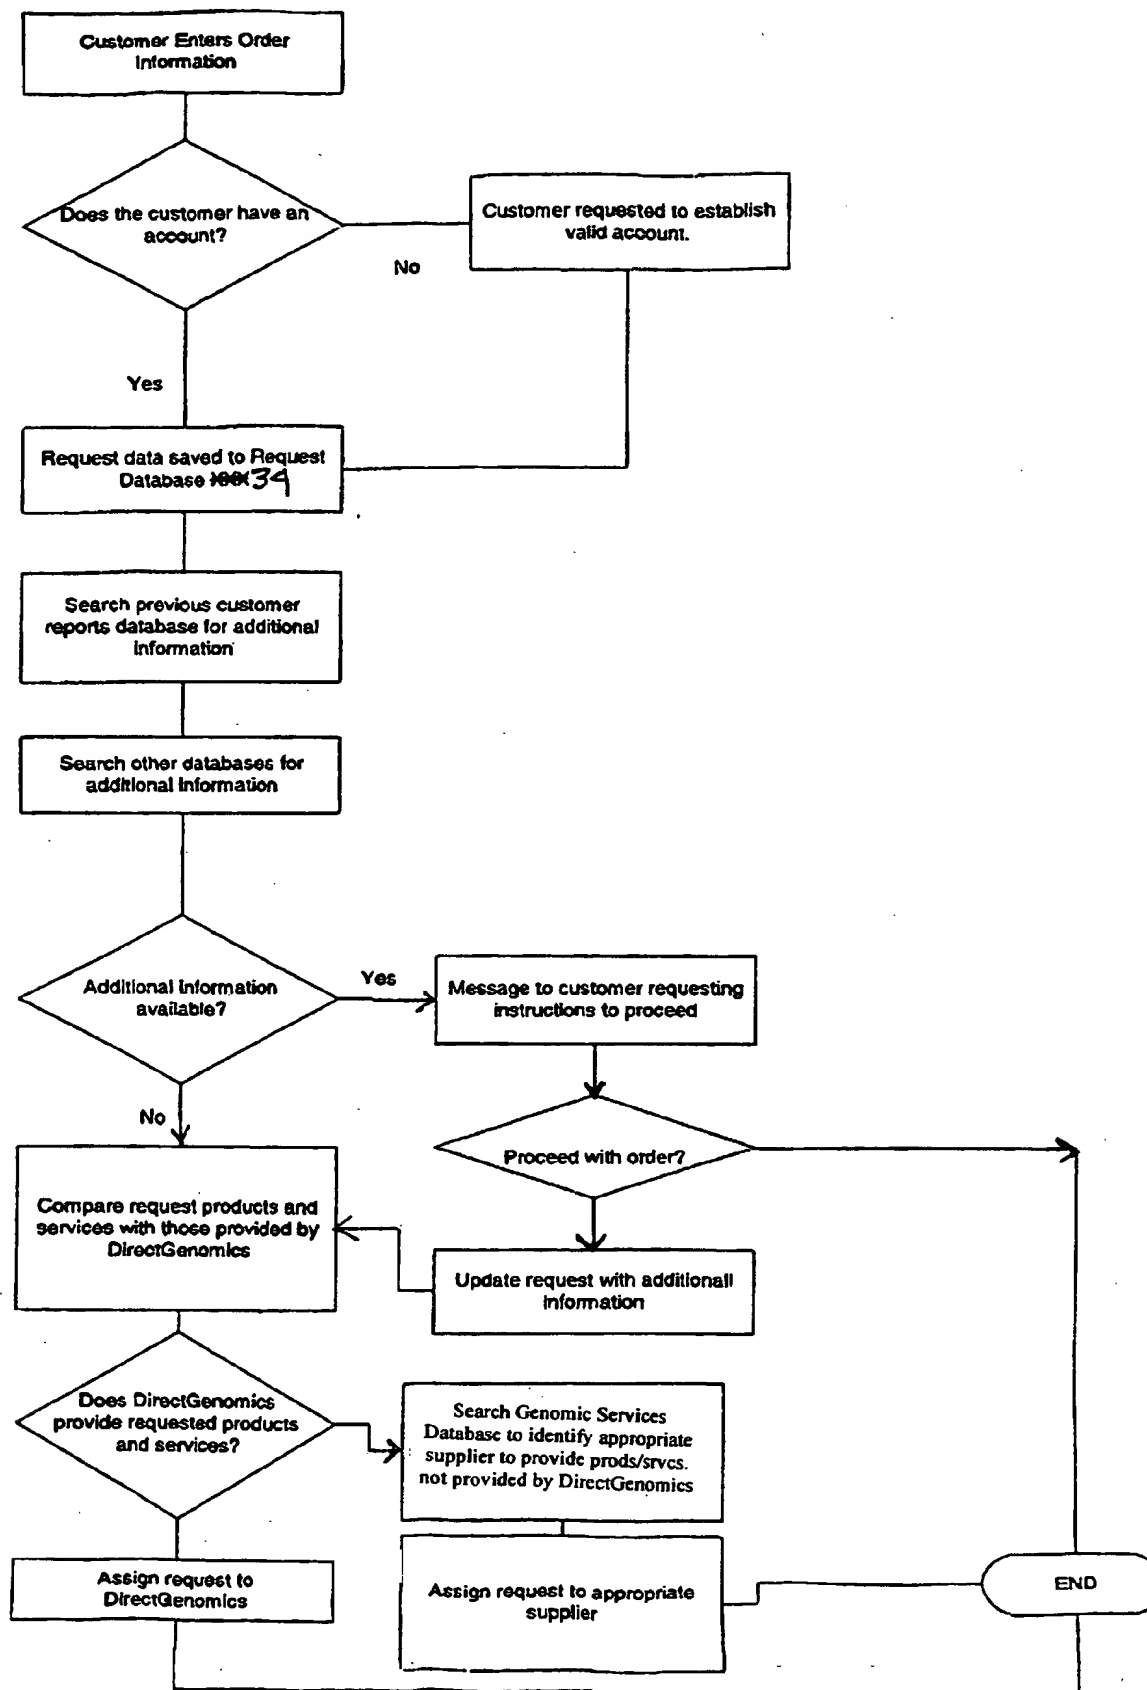 Customer Enters Order
Information
Does the customer have an
account?
Customer requested to establish
valid account.
No
Yes
Request data saved to Request
Database 34
Search previous customer
reports database for additional
information
Search other databases for
additional information
Additional information
available?
Yes
Message to customer requesting
instructions to proceed
No
Proceed with order?
Compare request products and
services with those provided by
DirectGenomics
Update request with additionall
information
Does DirectGenomics
provide requested products
and services?
Search Genomic Services
Database to identify appropriate
supplier to provide prods/srvcs.
not provided by DirectGenomics
Assign request to
DirectGenomics
Assign request to appropriate
supplier
END